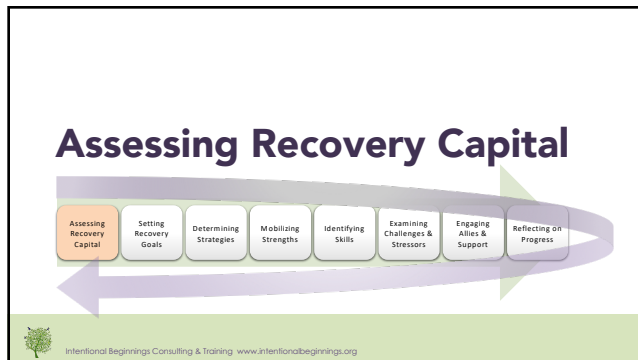 Assessing Recovery Capital
Assessing
Recovery
Capital
Setting
Recovery
Goals
Determining
Strategies
Mobilizing
Strengths
Identifying
Skills
Examining
Challenges &
Stressors
Engaging
Allies &
Support
Reflecting on
Progress
Intentional Beginnings Consulting & Training www.intentionalbeginnings.org